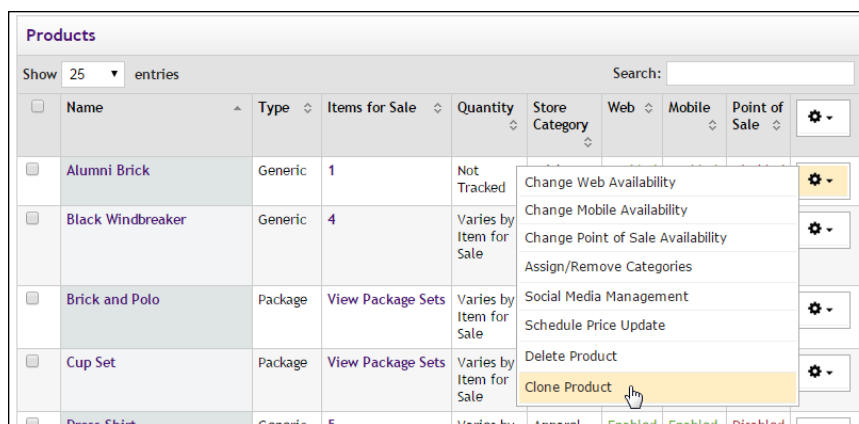 Products
Show 25 entries Search:
Name Type Items for Sale Quantity Store Category Web Mobile Point of Sale
Alumni Brick Generic 1 Not Tracked
Black Windbreaker Generic 4 Varies by Item for Sale
Brick and Polo Package View Package Sets Varies by Item for Sale
Cup Set Package View Package Sets Varies by Item for Sale
Change Web Availability
Change Mobile Availability
Change Point of Sale Availability
Assign/Remove Categories
Social Media Management
Schedule Price Update
Delete Product
Clone Product
Dress Shirt Generic 5 Varies by Apparel Enabled Enabled Disabled